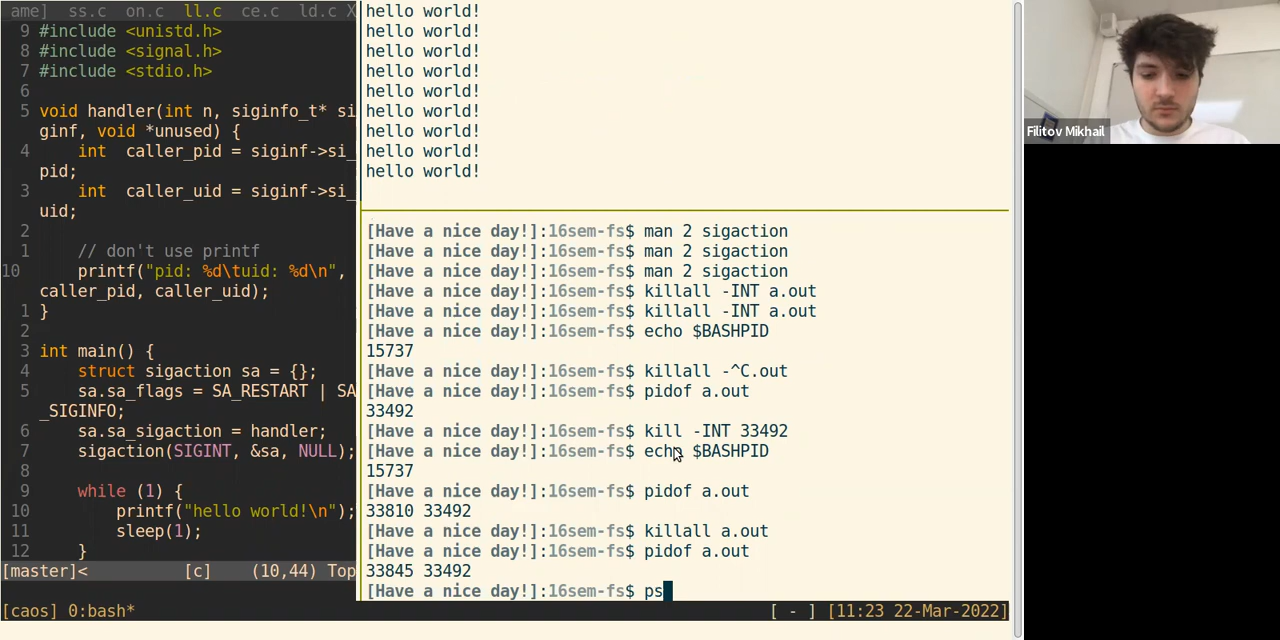 ame]  ss.c  on.c  ll.c  ce.c  ld.c X
9 #include <unistd.h>
8 #include <signal.h>
7 #include <stdio.h>
6
5 void handler(int n, siginfo_t* si
ginf, void *unused) {
4     int  caller_pid = siginf->si_
pid;
3     int  caller_uid = siginf->si_
uid;
2
1     // don't use printf
10     printf("pid: %d\tuid: %d\n",
caller_pid, caller_uid);
1 }
2
3 int main() {
4     struct sigaction sa = {};
5     sa.sa_flags = SA_RESTART | SA
_SIGINFO;
6     sa.sa_sigaction = handler;
7     sigaction(SIGINT, &sa, NULL);
8
9     while (1) {
10         printf("hello world!\n");
11         sleep(1);
12     }
[master]<          [c]    (10,44) Top
hello world!
hello world!
hello world!
hello world!
hello world!
hello world!
hello world!
hello world!
hello world!
[Have a nice day!]:16sem-fs$ man 2 sigaction
[Have a nice day!]:16sem-fs$ man 2 sigaction
[Have a nice day!]:16sem-fs$ man 2 sigaction
[Have a nice day!]:16sem-fs$ killall -INT a.out
[Have a nice day!]:16sem-fs$ killall -INT a.out
[Have a nice day!]:16sem-fs$ echo $BASHPID
15737
[Have a nice day!]:16sem-fs$ killall -^C.out
[Have a nice day!]:16sem-fs$ pidof a.out
33492
[Have a nice day!]:16sem-fs$ kill -INT 33492
[Have a nice day!]:16sem-fs$ echo $BASHPID
15737
[Have a nice day!]:16sem-fs$ pidof a.out
33810 33492
[Have a nice day!]:16sem-fs$ killall a.out
[Have a nice day!]:16sem-fs$ pidof a.out
33845 33492
[Have a nice day!]:16sem-fs$ ps
[caos] 0:bash*
[ - ] [11:23 22-Mar-2022]
Filitov Mikhail